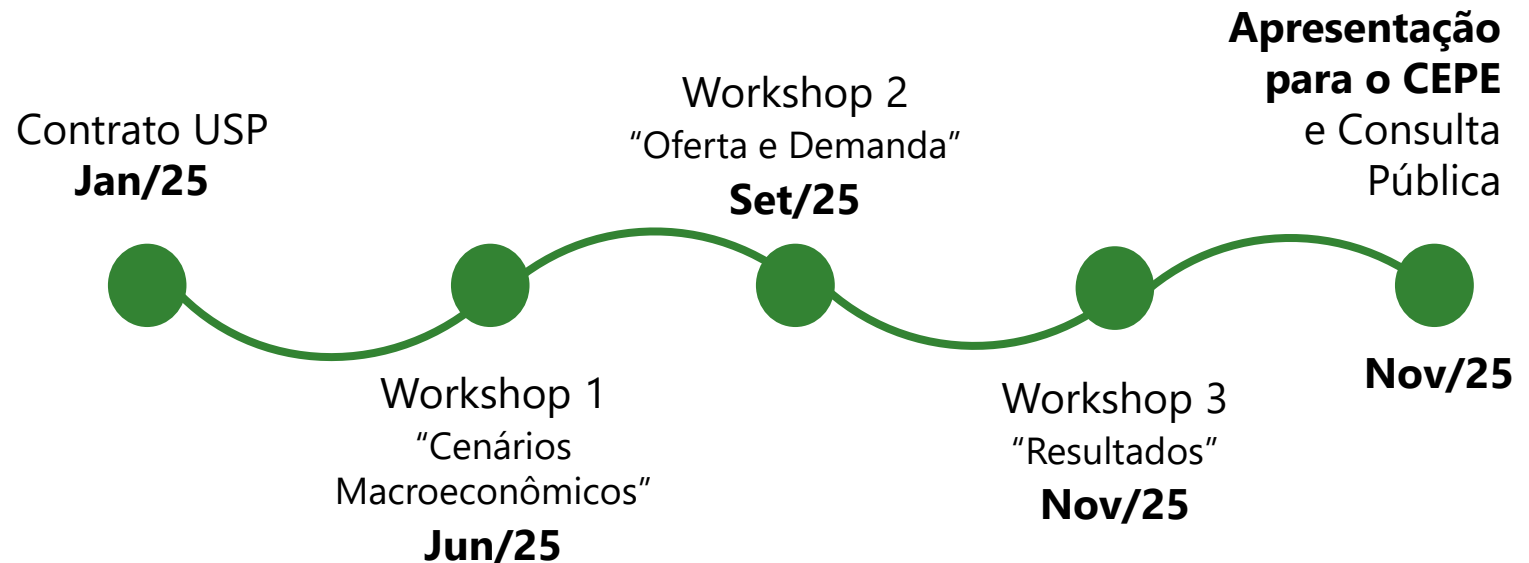 Contrato USP
Jan/25
Workshop 1
“Cenários
Macroeconômicos”
Jun/25
Workshop 2
“Oferta e Demanda”
Set/25
Workshop 3
“Resultados”
Nov/25
Apresentação
para o CEPE
e Consulta
Pública
Nov/25